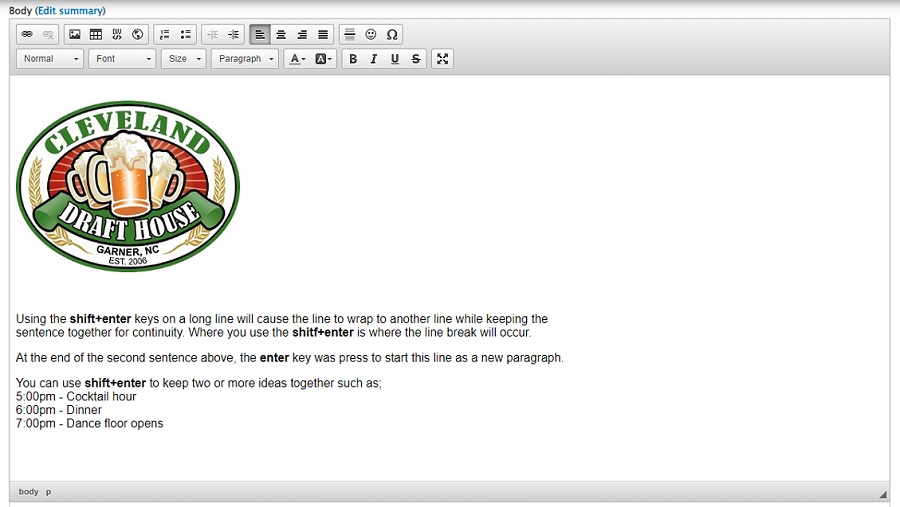 Body (Edit summary)
Normal Font Size Paragraph A A B I U S
CLEVELAND
DRAFT HOUSE
GARNER, NC
EST. 2006
Using the shift+enter keys on a long line will cause the line to wrap to another line while keeping the
sentence together for continuity. Where you use the shitf+enter is where the line break will occur.
At the end of the second sentence above, the enter key was press to start this line as a new paragraph.
You can use shift+enter to keep two or more ideas together such as;
5:00pm - Cocktail hour
6:00pm - Dinner
7:00pm - Dance floor opens
body p